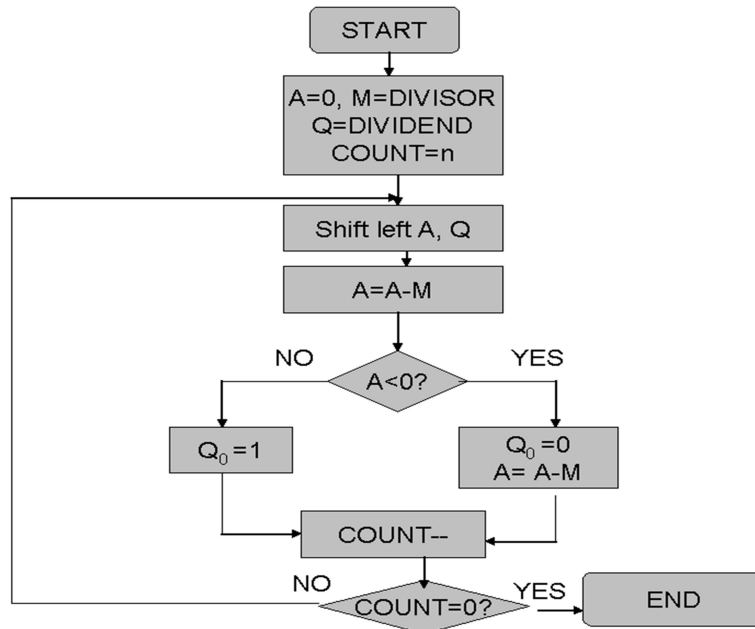 START
A=0, M=DIVISOR
Q=DIVIDEND
COUNT=n
Shift left A, Q
A=A-M
NO
YES
A<0?
Q₀ =1
Q₀ =0
A= A-M
COUNT--
NO
YES
COUNT=0?
END